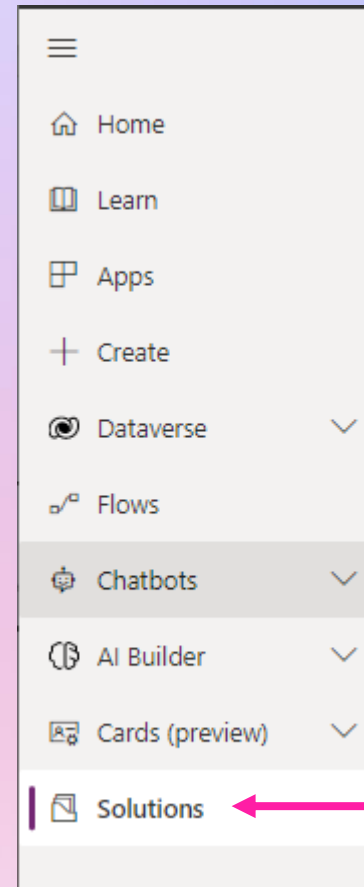 Home
Learn
Apps
Create
Dataverse
Flows
Chatbots
AI Builder
Cards (preview)
Solutions